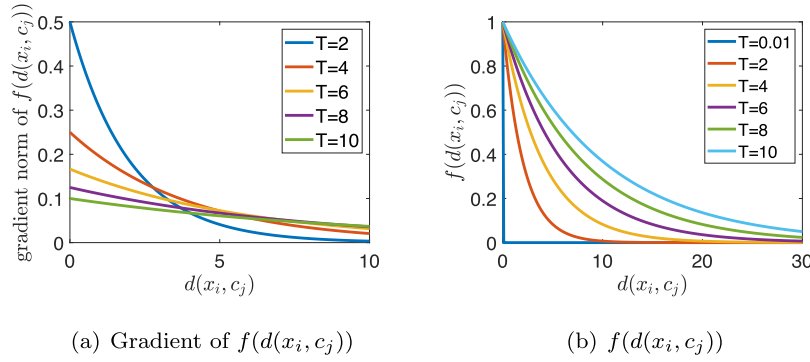 gradient norm of f(d(x_i, c_j))
0.5
0.4
0.3
0.2
0.1
0
T=2
T=4
T=6
T=8
T=10
0 5 10
d(x_i, c_j)
(a) Gradient of f(d(x_i, c_j))
f(d(x_i, c_j))
1
0.8
0.6
0.4
0.2
0
T=0.01
T=2
T=4
T=6
T=8
T=10
0 10 20 30
d(x_i, c_j)
(b) f(d(x_i, c_j))